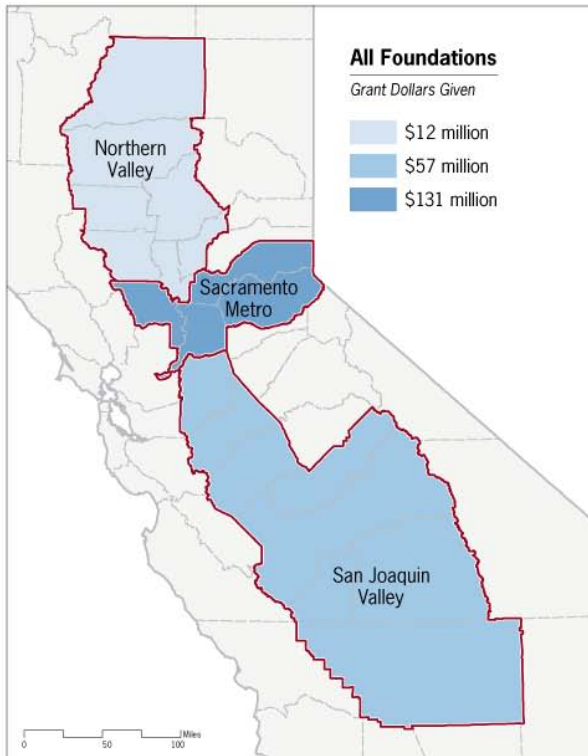 All Foundations
Grant Dollars Given
$12 million
$57 million
$131 million
Northern
Valley
Sacramento
Metro
San Joaquin
Valley
Miles
0 50 100